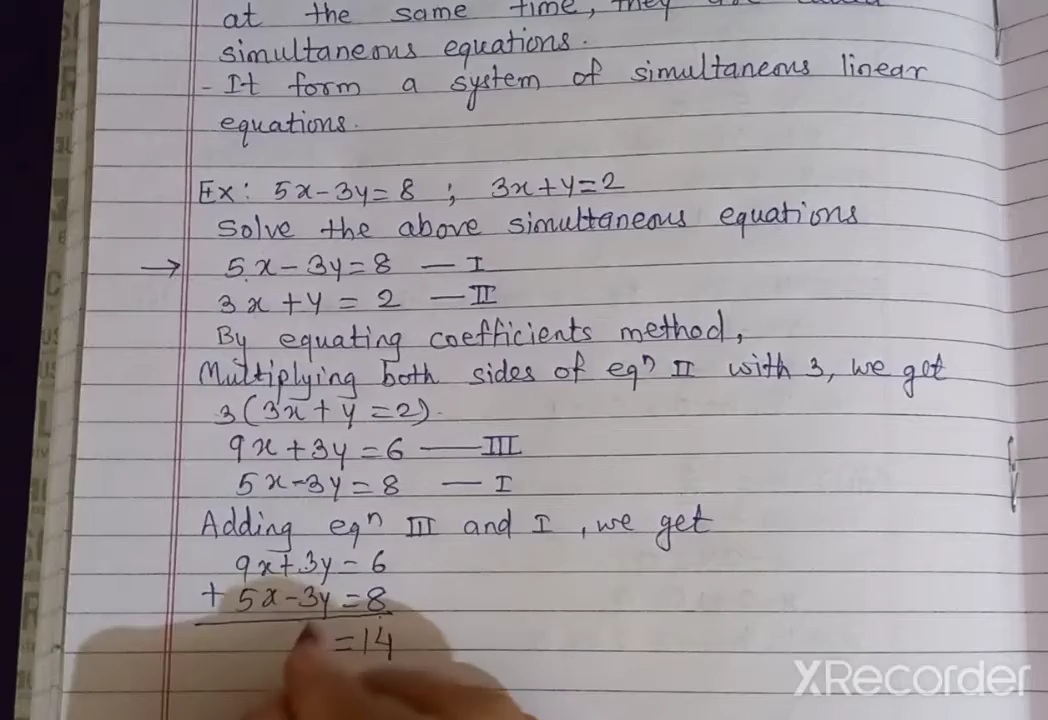 at the same time, they
simultaneous equations.
- It form a system of simultaneous linear
equations.
Ex: 5x-3y=8 ; 3x+y=2
Solve the above simultaneous equations
→ 5x-3y=8 — I
3x+y=2 — II
By equating coefficients method,
Multiplying both sides of eqⁿ II with 3, we get
3(3x+y=2).
9x+3y=6 — III
5x-3y=8 — I
Adding eqⁿ III and I, we get
9x+3y=6
+ 5x-3y=8
=14
XRecorder